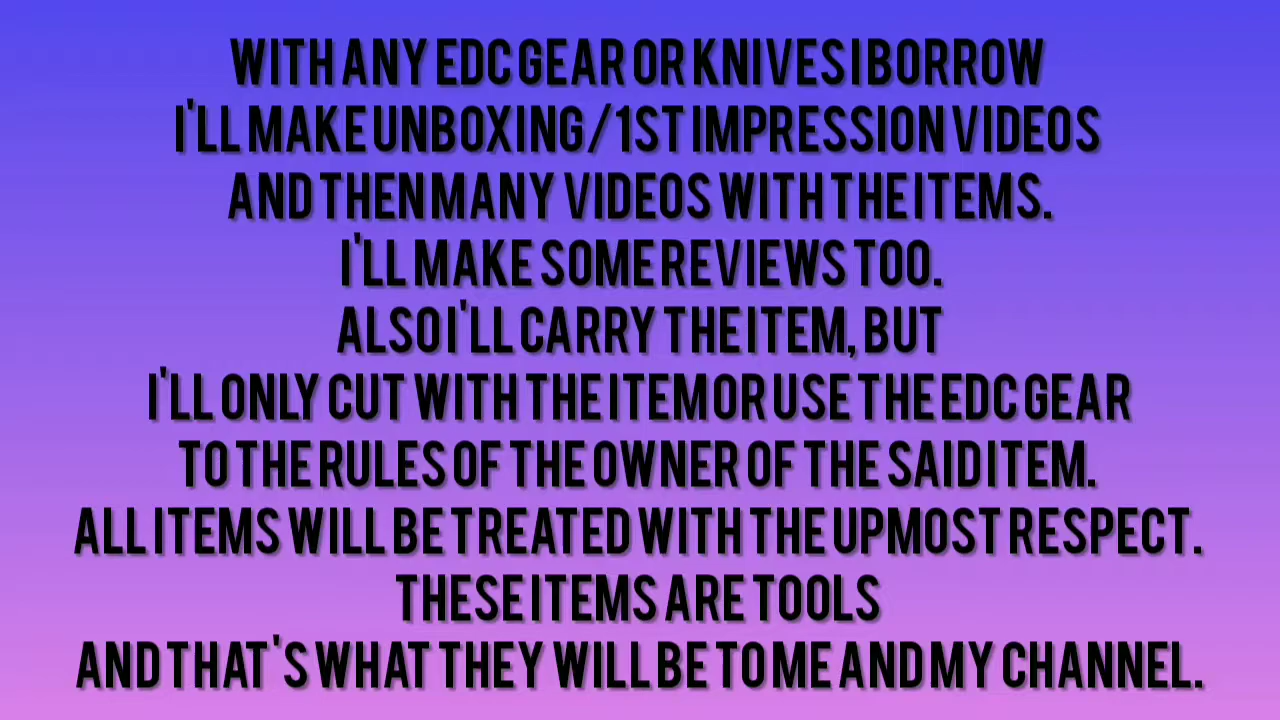 WITH ANY EDC GEAR OR KNIVES I BORROW
I'LL MAKE UNBOXING/1ST IMPRESSION VIDEOS
AND THEN MANY VIDEOS WITH THE ITEMS.
I'LL MAKE SOME REVIEWS TOO.
ALSO I'LL CARRY THE ITEM, BUT
I'LL ONLY CUT WITH THE ITEM OR USE THE EDC GEAR
TO THE RULES OF THE OWNER OF THE SAID ITEM.
ALL ITEMS WILL BE TREATED WITH THE UPMOST RESPECT.
THESE ITEMS ARE TOOLS
AND THAT'S WHAT THEY WILL BE TO ME AND MY CHANNEL.